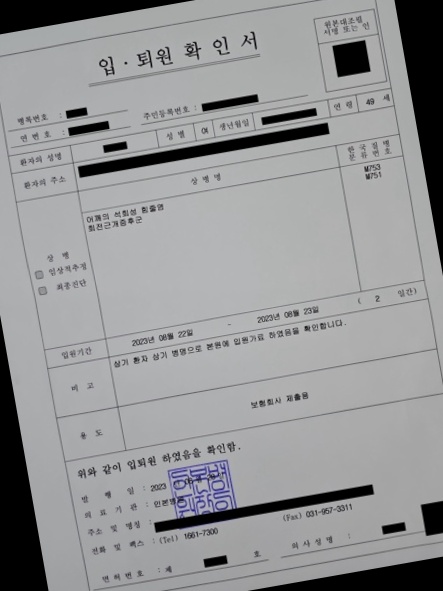 입 · 퇴원 확 인 서
원본대조필
서명 또는 인
병록번호 :
연 번 호 :
주민등록번호 :
환자의 성명
성 별
여
생년월일
연 령
49 세
환자의 주소
상 병 명
한 국 질 병
분 류 번 호
상 병
임상적추정
최종진단
어깨의 석회성 힘줄염
회전근개증후군
M753
M751
입원기간
2023년 08월 22일 - 2023년 08월 23일 ( 2 일간)
비 고
상기 환자 상기 병명으로 본원에 입원가료 하였음을 확인합니다.
용 도
보험회사 제출용
위와 같이 입퇴원 하였음을 확인함.
발 행 일 : 2023
의 료 기 관 :
주소 및 명칭 :
전화 및 팩스 : (Tel) 1661-7300 (Fax) 031-957-3311
면 허 번 호 : 제 호 의 사 성 명 :